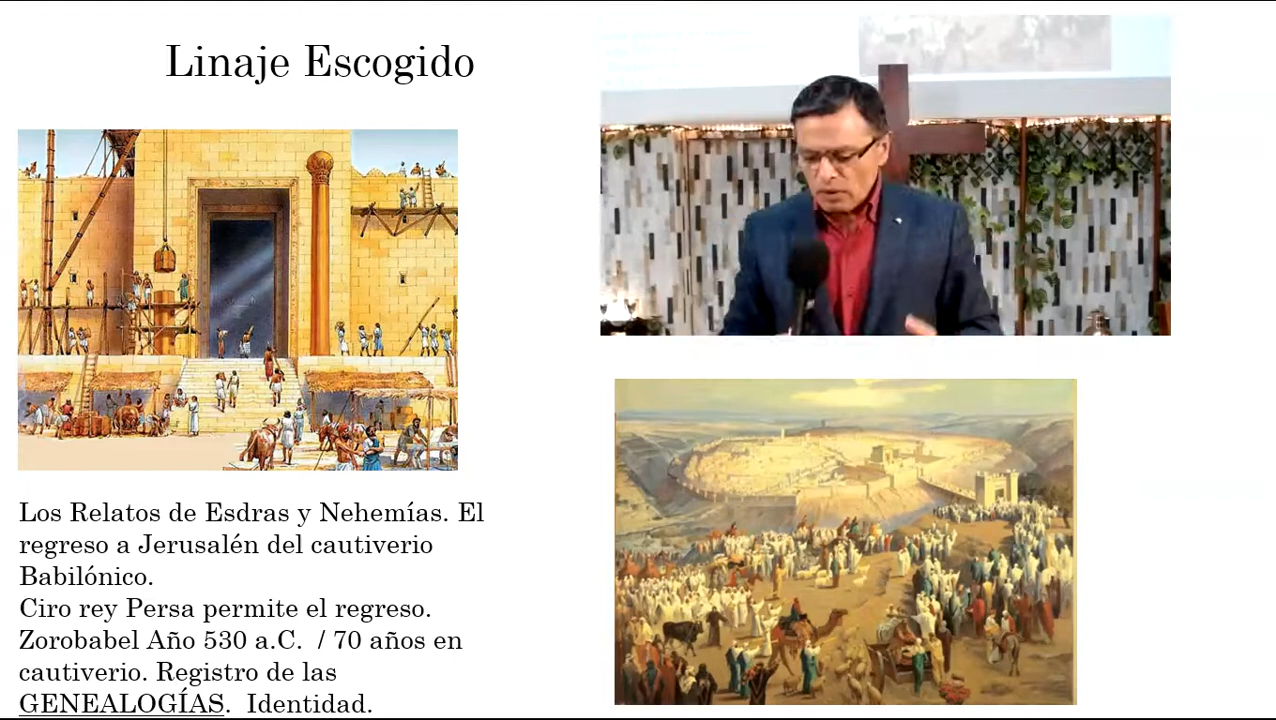 Linaje Escogido
Los Relatos de Esdras y Nehemías. El
regreso a Jerusalén del cautiverio
Babilónico.
Ciro rey Persa permite el regreso.
Zorobabel Año 530 a.C.  / 70 años en
cautiverio. Registro de las
GENEALOGÍAS.  Identidad.